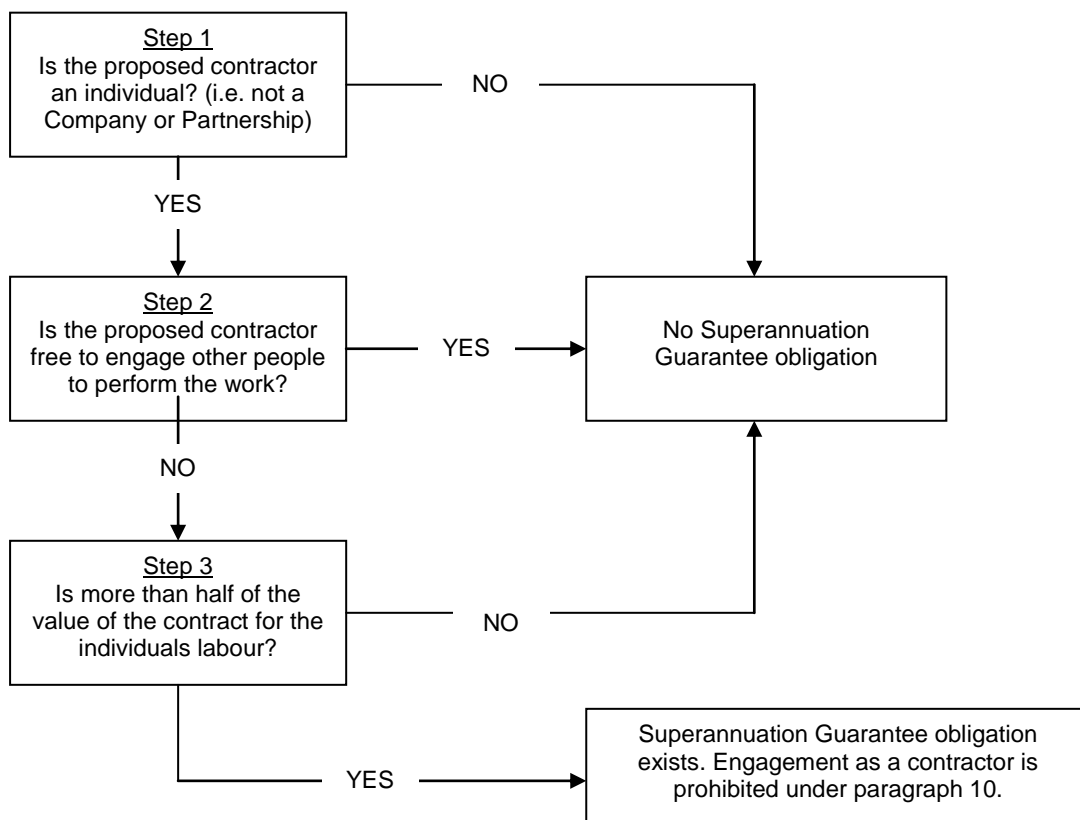 Step 1
Is the proposed contractor
an individual? (i.e. not a
Company or Partnership)
NO
YES
Step 2
Is the proposed contractor
free to engage other people
to perform the work?
YES
No Superannuation
Guarantee obligation
NO
Step 3
Is more than half of the
value of the contract for the
individuals labour?
NO
YES
Superannuation Guarantee obligation
exists. Engagement as a contractor is
prohibited under paragraph 10.